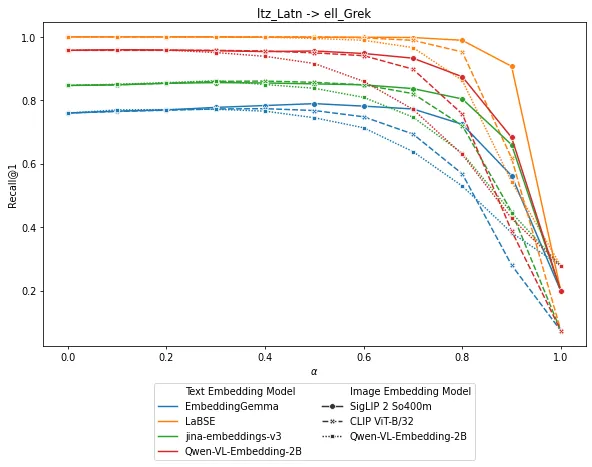 ltz_Latn -> ell_Grek
Recall@1
1.0
0.8
0.6
0.4
0.2
0.0 0.2 0.4 0.6 0.8 1.0
α
Text Embedding Model
EmbeddingGemma
LaBSE
jina-embeddings-v3
Qwen-VL-Embedding-2B
Image Embedding Model
SigLIP 2 So400m
CLIP ViT-B/32
Qwen-VL-Embedding-2B